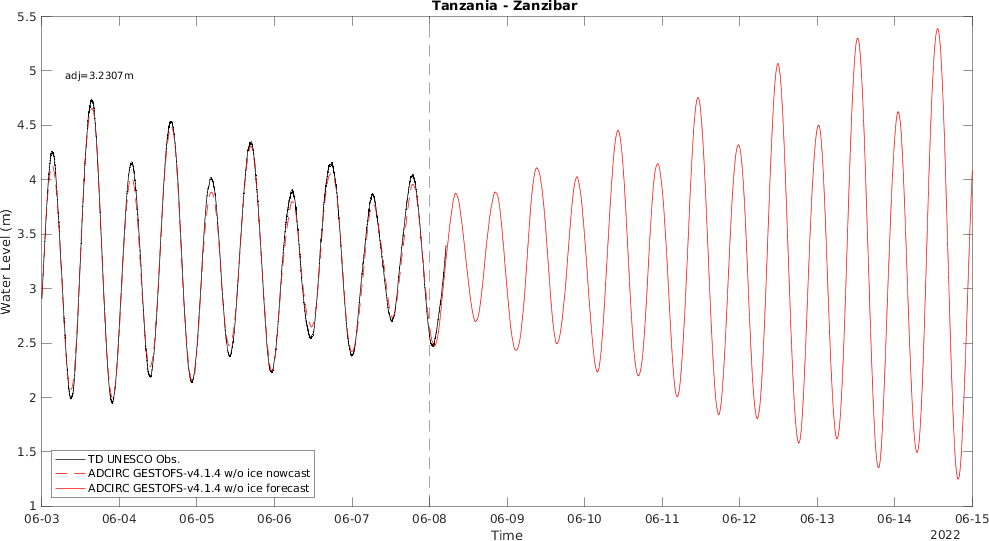 Tanzania - Zanzibar
5.5
5
4.5
4
3.5
3
2.5
2
1.5
1
Water Level (m)
adj=3.2307m
TD UNESCO Obs.
ADCIRC GESTOFS-v4.1.4 w/o ice nowcast
ADCIRC GESTOFS-v4.1.4 w/o ice forecast
06-03 06-04 06-05 06-06 06-07 06-08 06-09 06-10 06-11 06-12 06-13 06-14 06-15
Time
2022